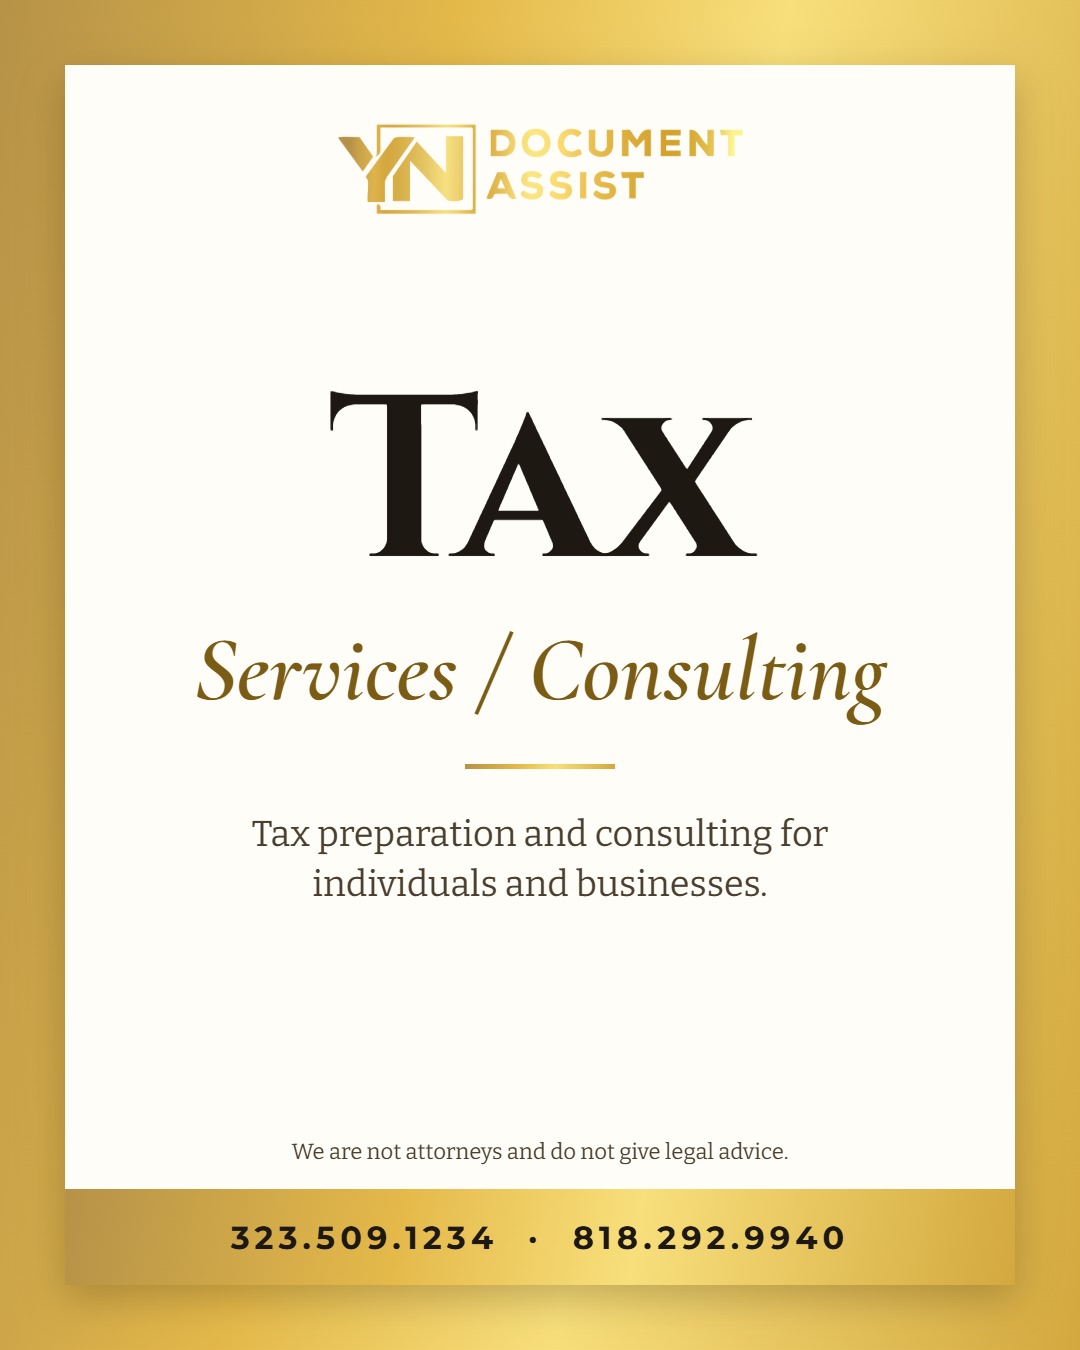 YN DOCUMENT
ASSIST
Tax
Services / Consulting
Tax preparation and consulting for
individuals and businesses.
We are not attorneys and do not give legal advice.
323.509.1234 · 818.292.9940